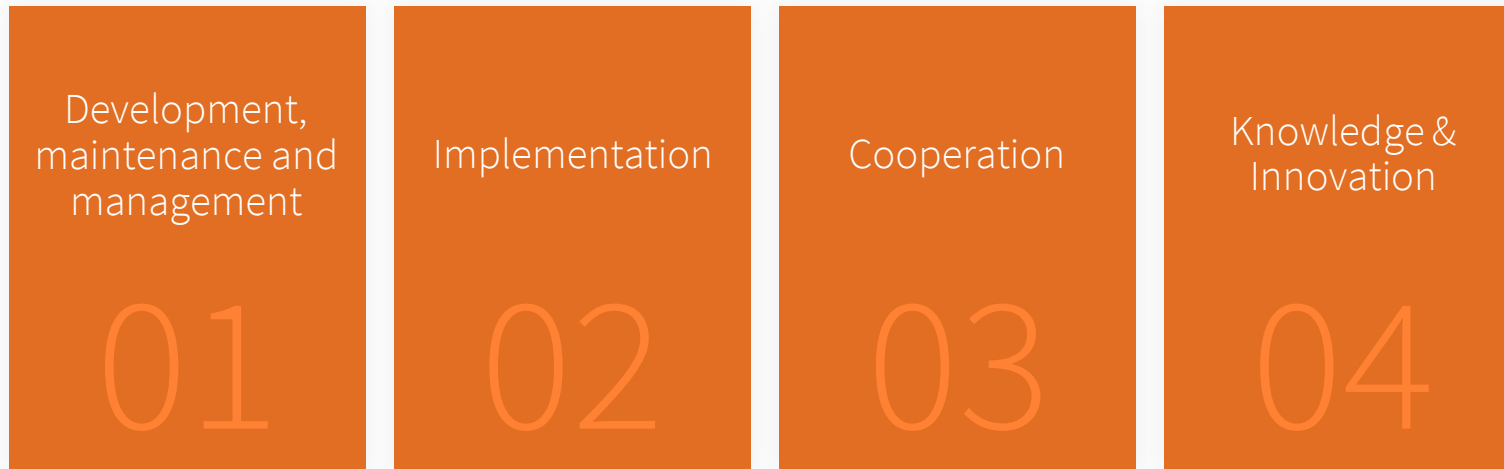 Development,
maintenance and
management
01
Implementation
02
Cooperation
03
Knowledge &
Innovation
04